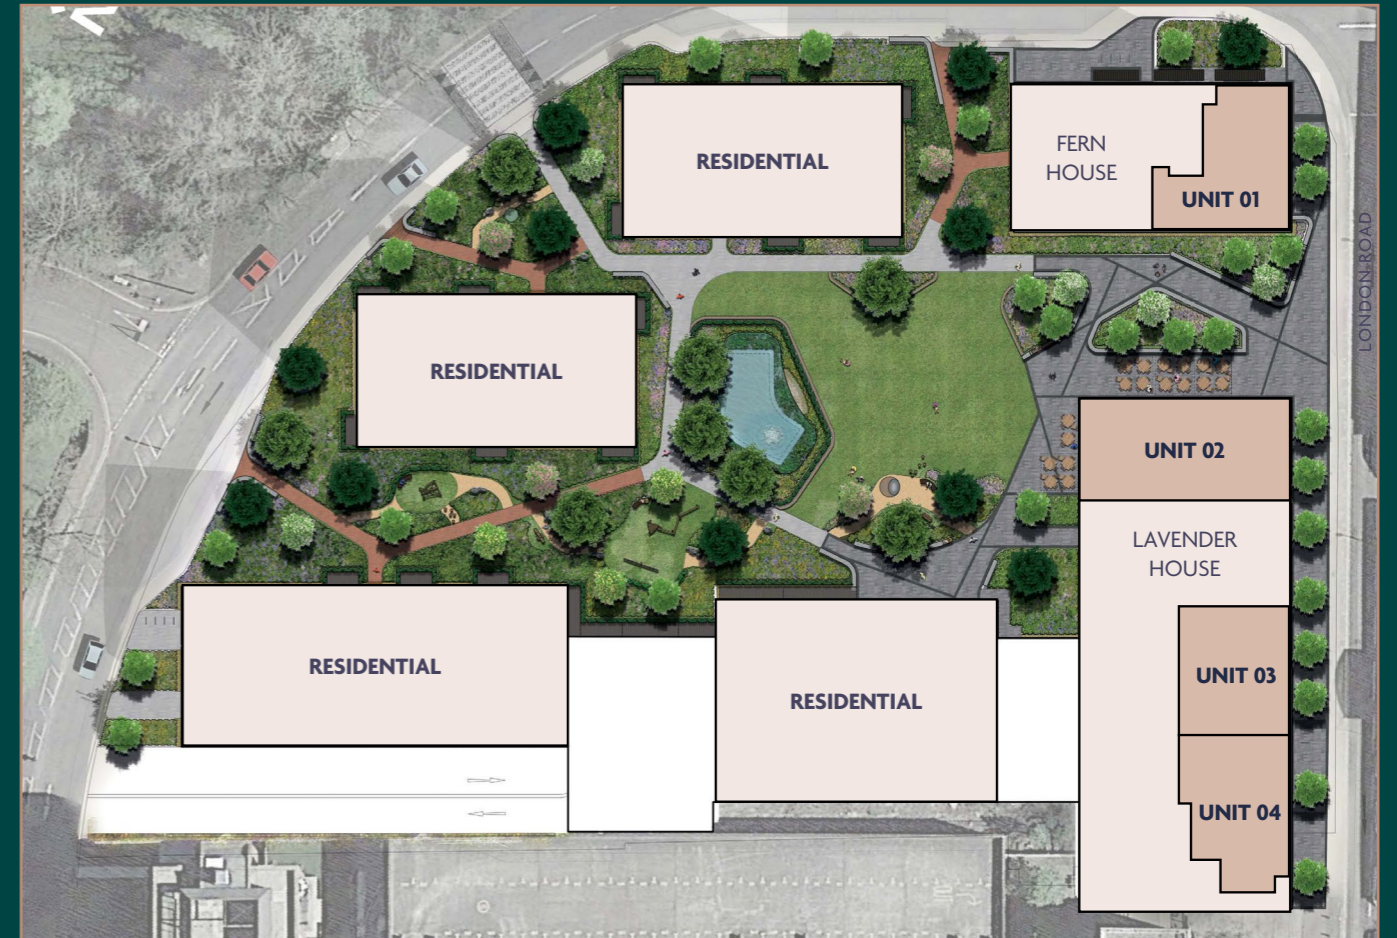 RESIDENTIAL
FERN
HOUSE
UNIT 01
LONDON ROAD
RESIDENTIAL
UNIT 02
LAVENDER
HOUSE
RESIDENTIAL
RESIDENTIAL
UNIT 03
UNIT 04